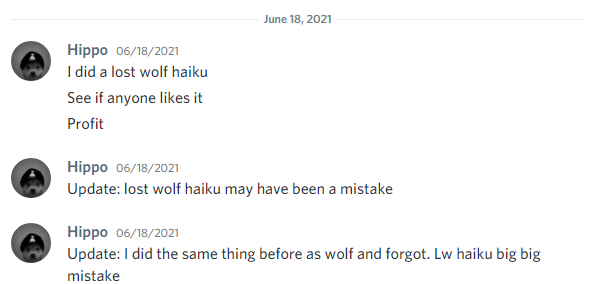 June 18, 2021
Hippo 06/18/2021
I did a lost wolf haiku
See if anyone likes it
Profit
Hippo 06/18/2021
Update: lost wolf haiku may have been a mistake
Hippo 06/18/2021
Update: I did the same thing before as wolf and forgot. Lw haiku big big
mistake